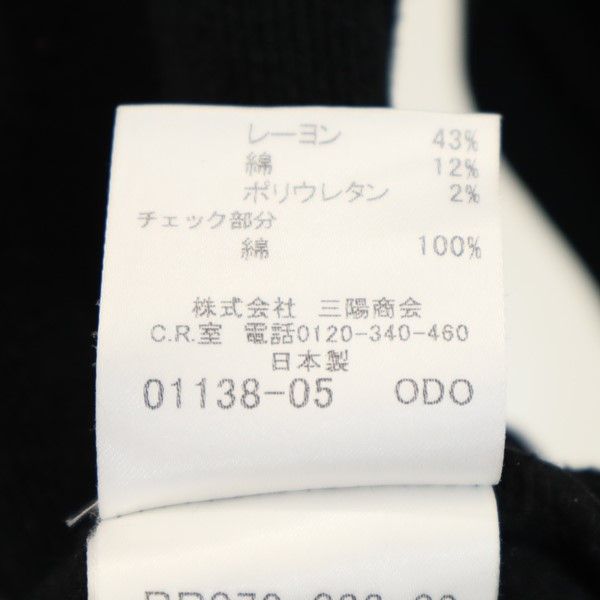 レーヨン 43%
綿 12%
ポリウレタン 2%
チェック部分
綿 100%
株式会社 三陽商会
C.R.室 電話0120-340-460
日本製
01138-05 ODO